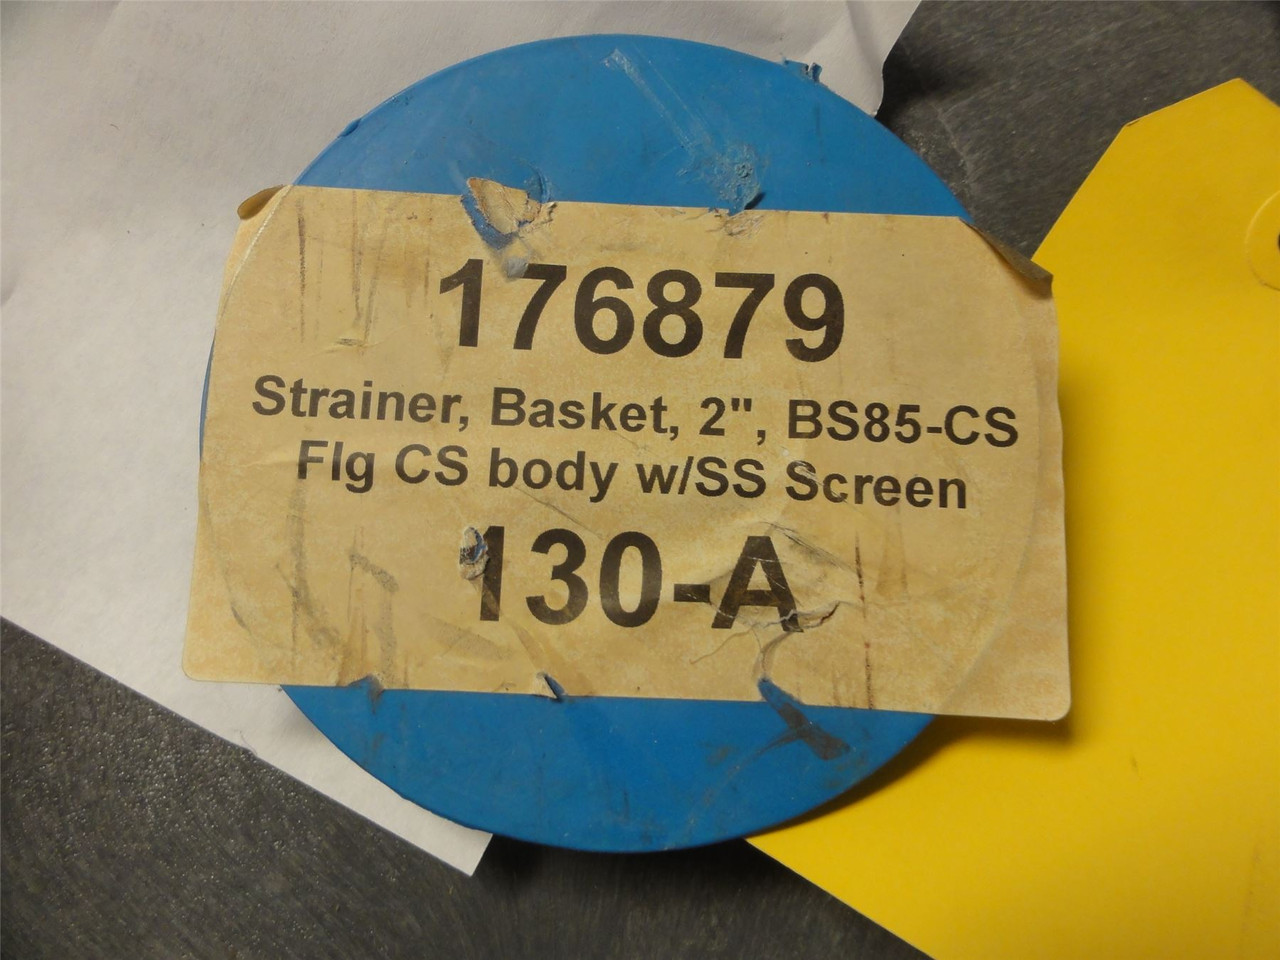 176879
Strainer, Basket, 2", BS85-CS
Flg CS body w/SS Screen
130-A